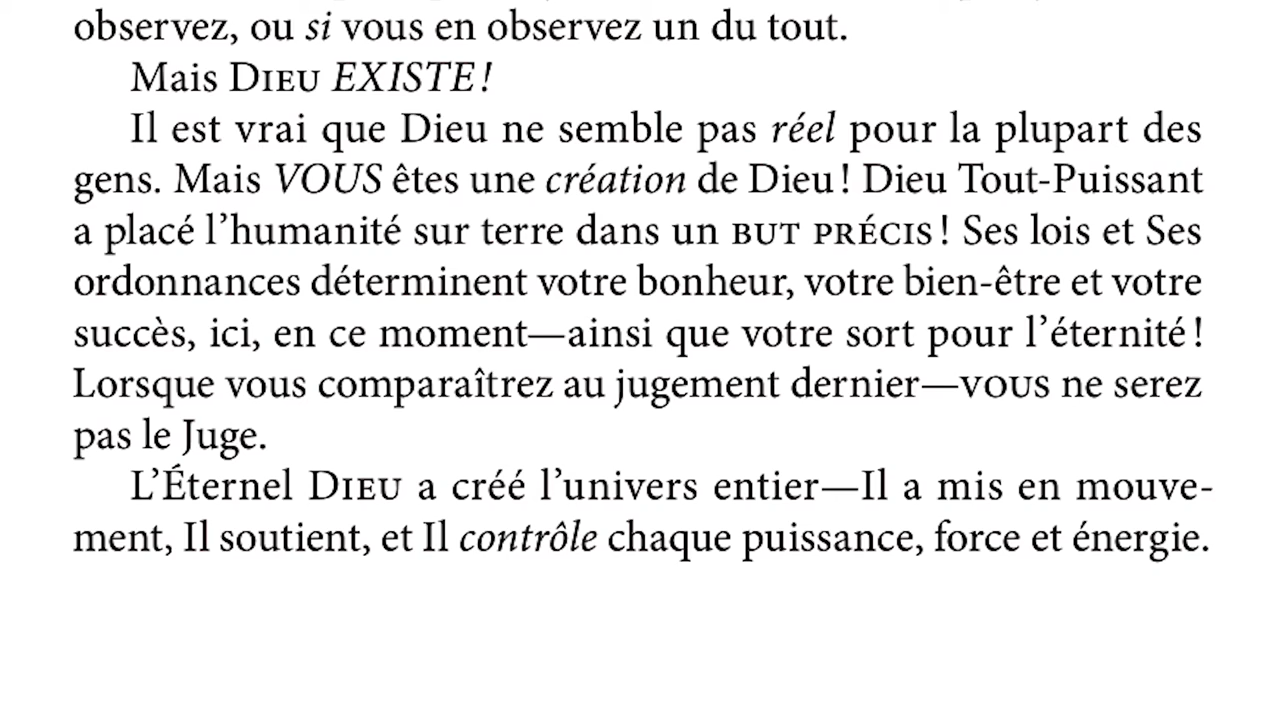 observez, ou si vous en observez un du tout.
Mais DIEU EXISTE !
Il est vrai que Dieu ne semble pas réel pour la plupart des
gens. Mais VOUS êtes une création de Dieu ! Dieu Tout-Puissant
a placé l’humanité sur terre dans un BUT PRÉCIS ! Ses lois et Ses
ordonnances déterminent votre bonheur, votre bien-être et votre
succès, ici, en ce moment—ainsi que votre sort pour l’éternité !
Lorsque vous comparaîtrez au jugement dernier—VOUS ne serez
pas le Juge.
L’Éternel DIEU a créé l’univers entier—Il a mis en mouve-
ment, Il soutient, et Il contrôle chaque puissance, force et énergie.